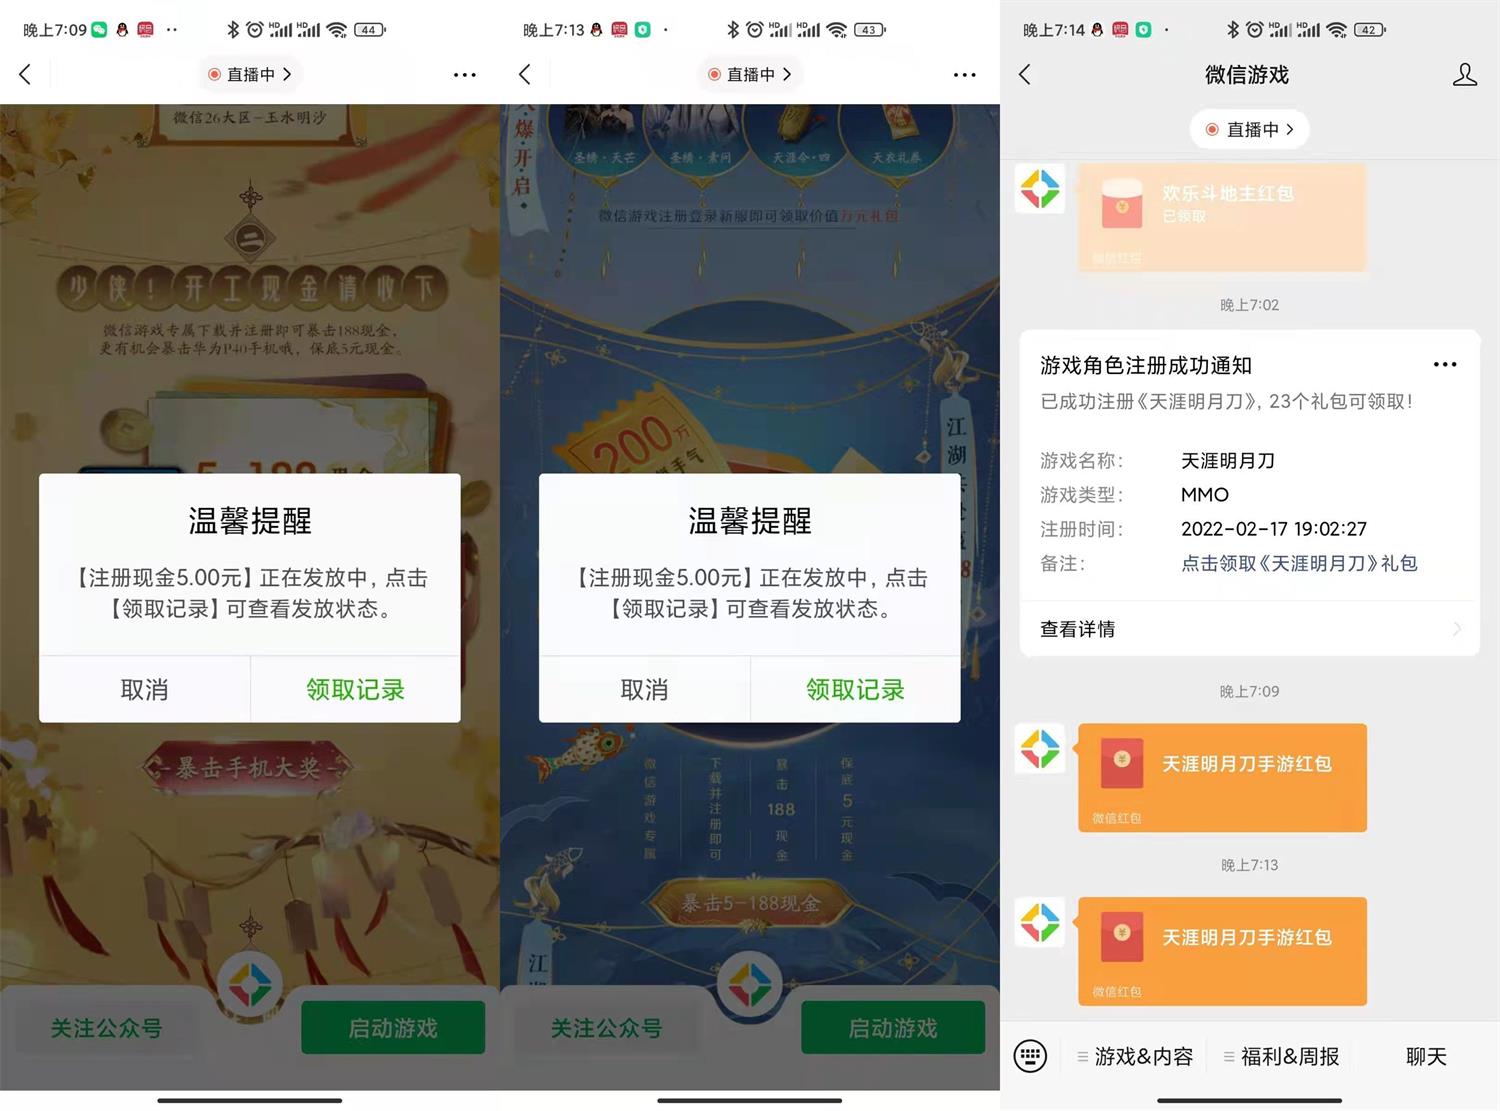 晚上7:09
44
直播中
微信26大区-玉水明沙
二
少侠！开工现金请收下
微信游戏专属下载并注册即可暴击188现金，
更有机会暴击华为P40手机哦，保底5元现金。
温馨提醒
【注册现金5.00元】正在发放中，点击
【领取记录】可查看发放状态。
取消
领取记录
暴击手机大奖
关注公众号
启动游戏
晚上7:13
43
直播中
爆开启
圣绣·天芒
圣绣·素问
天涯令·四
天衣礼券
微信游戏注册登录新服即可领取价值万元礼包
200万
手气
江湖
温馨提醒
【注册现金5.00元】正在发放中，点击
【领取记录】可查看发放状态。
取消
领取记录
微信游戏专属
下载并注册即可
暴击188现金
保底5元现金
暴击5-188现金
江
关注公众号
启动游戏
晚上7:14
42
微信游戏
直播中
欢乐斗地主红包
已领取
微信红包
晚上7:02
游戏角色注册成功通知
已成功注册《天涯明月刀》，23个礼包可领取！
游戏名称： 天涯明月刀
游戏类型： MMO
注册时间： 2022-02-17 19:02:27
备注： 点击领取《天涯明月刀》礼包
查看详情
晚上7:09
天涯明月刀手游红包
微信红包
晚上7:13
天涯明月刀手游红包
微信红包
游戏&内容
福利&周报
聊天